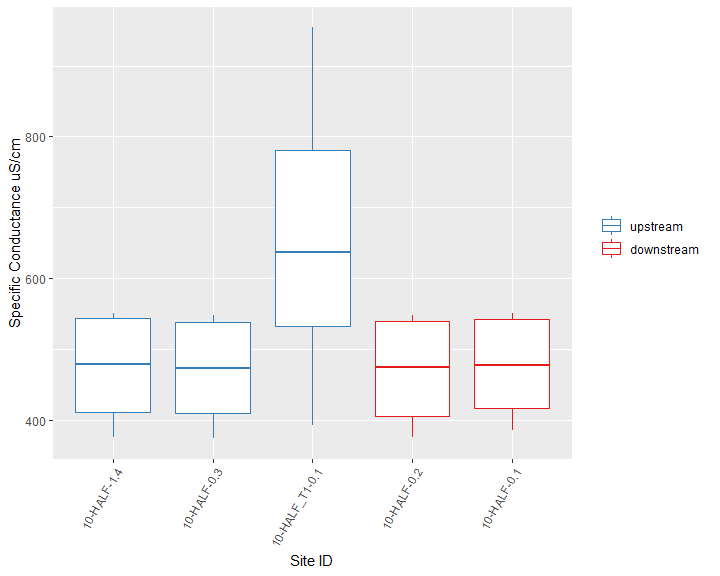 Specific Conductance uS/cm
800
600
400
10-HALF-1.4
10-HALF-0.3
10-HALF_T1-0.1
10-HALF-0.2
10-HALF-0.1
Site ID
upstream
downstream